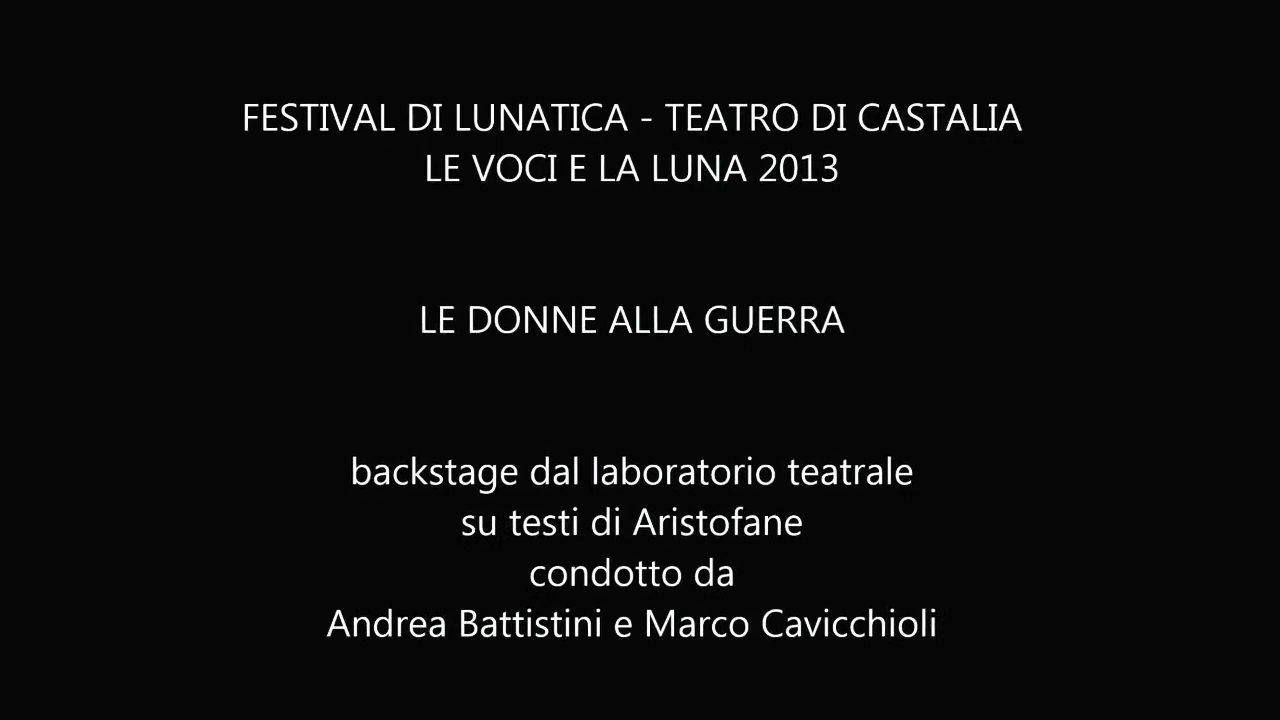 FESTIVAL DI LUNATICA - TEATRO DI CASTALIA
LE VOCI E LA LUNA 2013
LE DONNE ALLA GUERRA
backstage dal laboratorio teatrale
su testi di Aristofane
condotto da
Andrea Battistini e Marco Cavicchioli